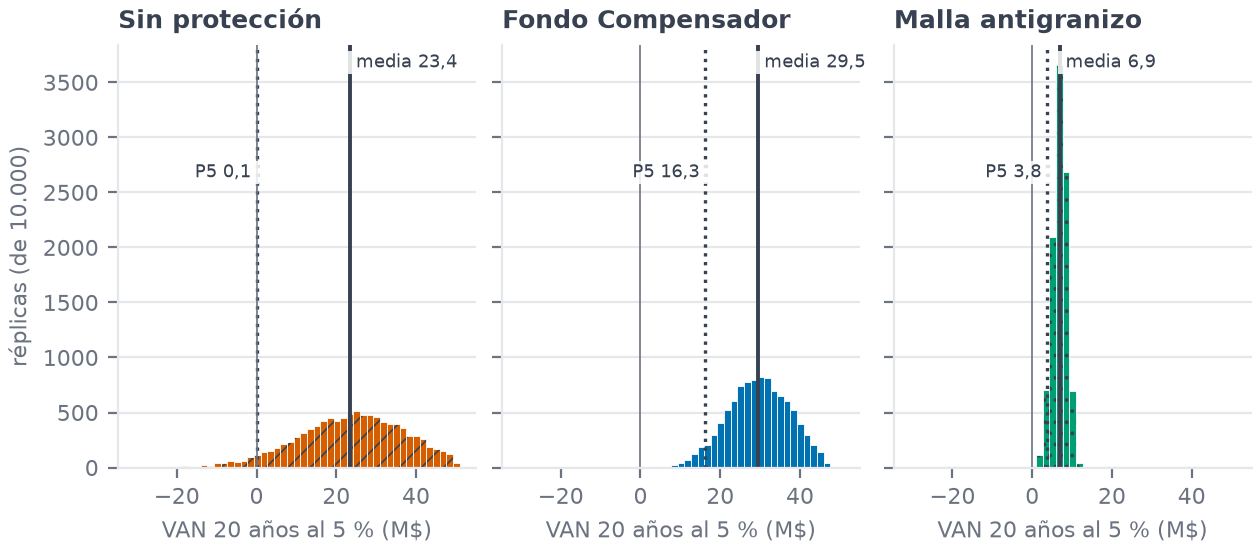 Sin protección
Fondo Compensador
Malla antigranizo
media 23,4
media 29,5
media 6,9
P5 0,1
P5 16,3
P5 3,8
réplicas (de 10.000)
3500
3000
2500
2000
1500
1000
500
0
−20 0 20 40
−20 0 20 40
−20 0 20 40
VAN 20 años al 5 % (M$)
VAN 20 años al 5 % (M$)
VAN 20 años al 5 % (M$)